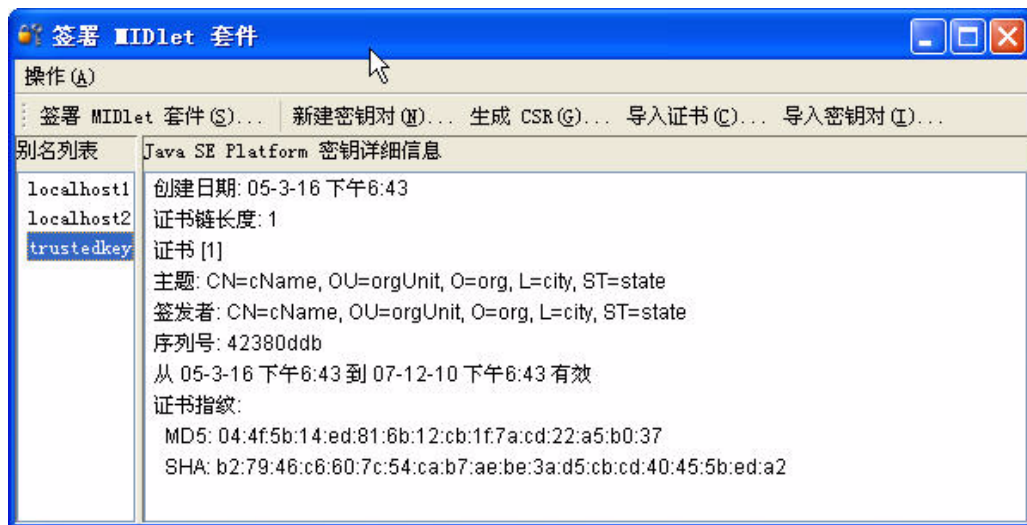 签署 MIDlet 套件
操作(A)
签署 MIDlet 套件(S)... 新建密钥对(N)... 生成 CSR(G)... 导入证书(C)... 导入密钥对(I)...
别名列表 Java SE Platform 密钥详细信息
localhost1
localhost2
trustedkey
创建日期: 05-3-16 下午6:43
证书链长度: 1
证书 [1]
主题: CN=cName, OU=orgUnit, O=org, L=city, ST=state
签发者: CN=cName, OU=orgUnit, O=org, L=city, ST=state
序列号: 42380ddb
从 05-3-16 下午6:43 到 07-12-10 下午6:43 有效
证书指纹:
MD5: 04:4f:5b:14:ed:81:6b:12:cb:1f:7a:cd:22:a5:b0:37
SHA: b2:79:46:c6:60:7c:54:ca:b7:ae:be:3a:d5:cb:cd:40:45:5b:ed:a2